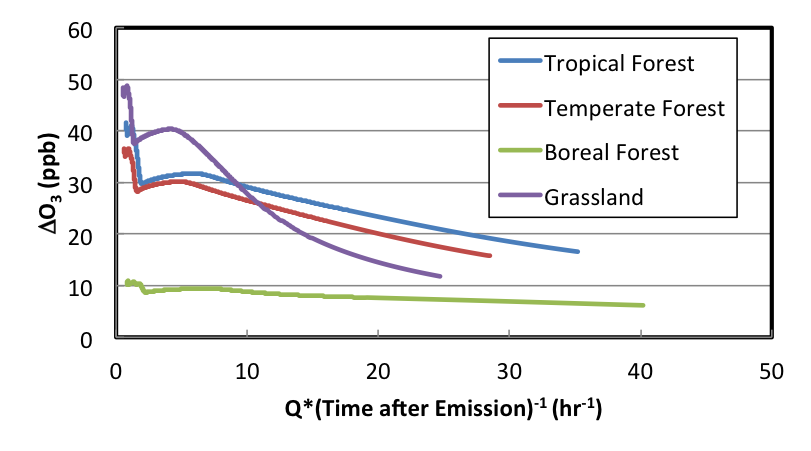 60
50
40
30
20
10
0
ΔO₃ (ppb)
Tropical Forest
Temperate Forest
Boreal Forest
Grassland
0 10 20 30 40 50
Q*(Time after Emission)⁻¹ (hr⁻¹)